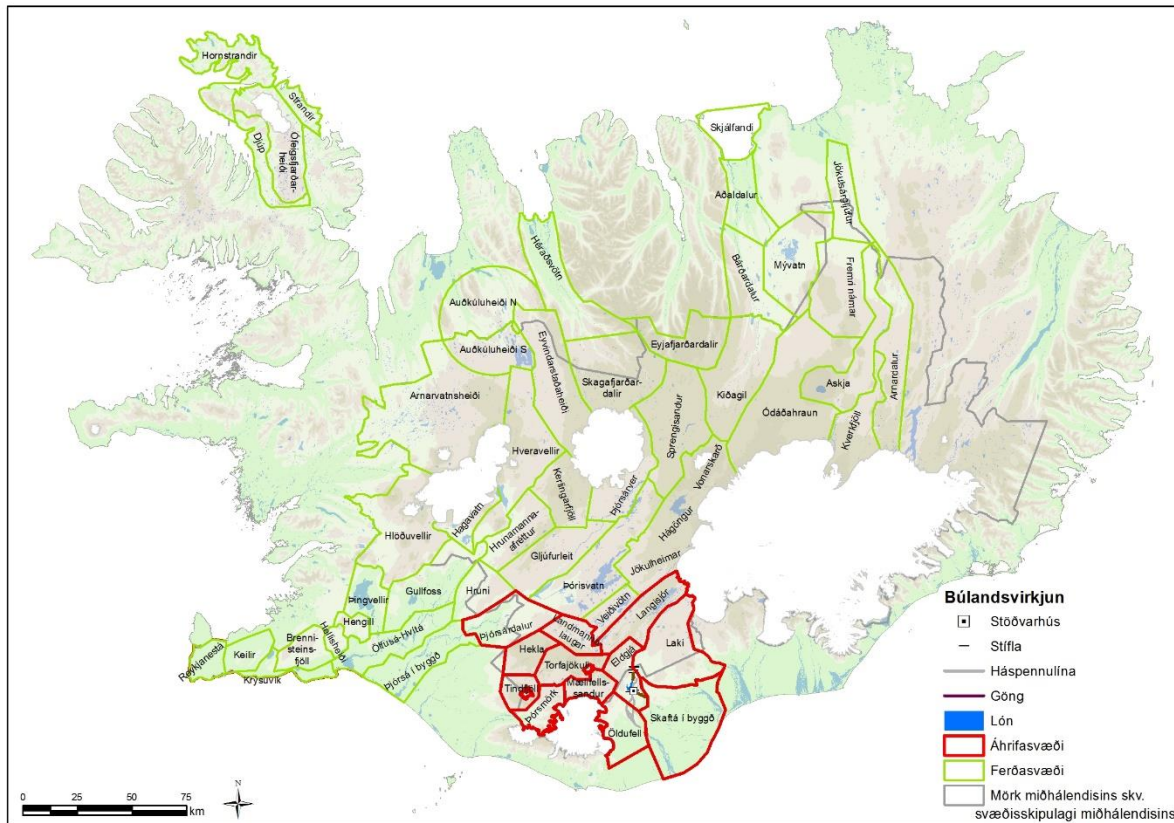 Hornstrandir
Strandir
Djúp
Ófeigsfjarðar-
heiði
Skjálfandi
Aðaldalur
Jökulsárgljúfur
Héraðsvötn
Bárðardalur
Mývatn
Fremri námar
Auðkúluheiði N
Auðkúluheiði S
Eyvindarstaðaheiði
Eyjafjarðardalir
Skagafjarðar-
dalir
Arnarvatnsheiði
Kiðagil
Askja
Arnardalur
Ódáðahraun
Sprengisandur
Kverkfjöll
Hveravellir
Vonarskarð
Kerlingarfjöll
Þjórsárver
Hágöngur
Hagavatn
Hrunamanna-
afréttur
Hlöðuvellir
Gljúfurleit
Jökulheimar
Þórisvatn
Hruni
Gullfoss
Þingvellir
Veiðivötn
Langisjór
Hengill
Hellisheiði
Ölfusá-Hvítá
Þjórsárdalur
Landmanna-
laugar
Laki
Eldgjá
Hekla
Torfajökull
Reykjanestá
Keilir
Brenni-
steins-
fjöll
Krýsuvík
Þjórsá í byggð
Tindfjöll
Mælifells-
sandur
Þórsmörk
Skaftá í byggð
Öldufell
Búlandsvirkjun
Stöðvarhús
Stífla
Háspennulína
Göng
Lón
Áhrifasvæði
Ferðasvæði
Mörk miðhálendisins skv.
svæðisskipulagi miðhálendisins
0 25 50 75
km
N